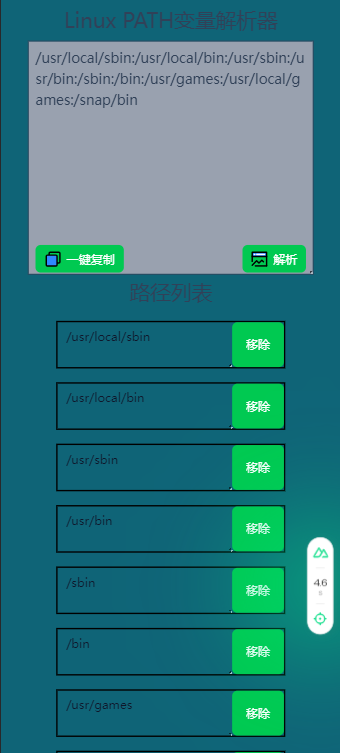 Linux PATH变量解析器
/usr/local/sbin:/usr/local/bin:/usr/sbin:/u
sr/bin:/sbin:/bin:/usr/games:/usr/local/g
ames:/snap/bin
一键复制
解析
路径列表
/usr/local/sbin
移除
/usr/local/bin
移除
/usr/sbin
移除
/usr/bin
移除
/sbin
移除
4.6
s
/bin
移除
/usr/games
移除